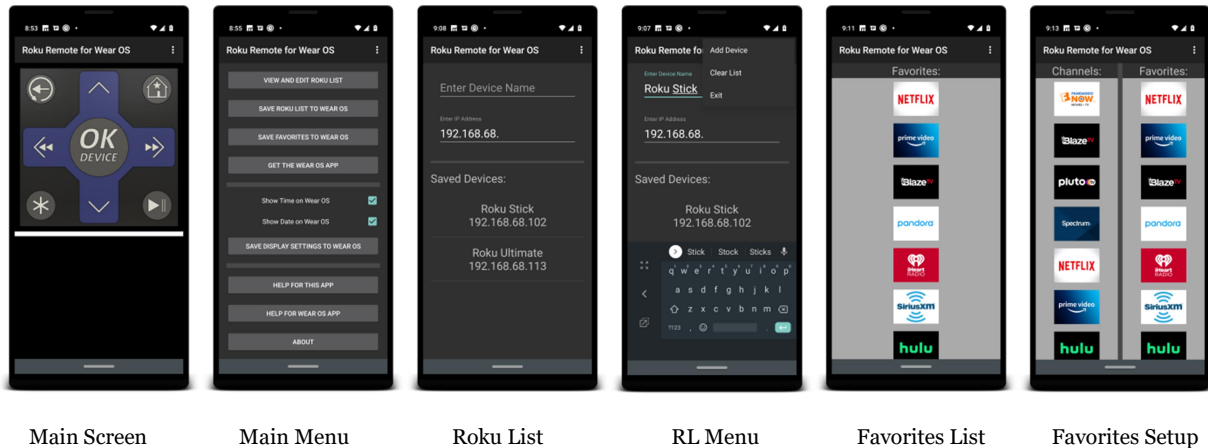 8:53
Roku Remote for Wear OS
OK
DEVICE
8:55
Roku Remote for Wear OS
VIEW AND EDIT ROKU LIST
SAVE ROKU LIST TO WEAR OS
SAVE FAVORITES TO WEAR OS
GET THE WEAR OS APP
Show Time on Wear OS
Show Date on Wear OS
SAVE DISPLAY SETTINGS TO WEAR OS
HELP FOR THIS APP
HELP FOR WEAR OS APP
ABOUT
9:08
Roku Remote for Wear OS
Enter Device Name
Enter IP Address
192.168.68.
Saved Devices:
Roku Stick
192.168.68.102
Roku Ultimate
192.168.68.113
9:07
Roku Remote fo
Add Device
Clear List
Exit
Enter Device Name
Roku Stick
Enter IP Address
192.168.68.
Saved Devices:
Roku Stick
192.168.68.102
Stick Stock Sticks
q w e r t y u i o p
a s d f g h j k l
z x c v b n m
?123 , .
9:11
Roku Remote for Wear OS
Favorites:
NETFLIX
prime video
Blaze TV
pandora
iHeart
RADIO
SiriusXM
hulu
9:13
Roku Remote for Wear OS
Channels: Favorites:
FANDANGO
NOW
MOVIES + TV
NETFLIX
Blaze TV
prime video
pluto tv
Blaze TV
Spectrum
pandora
NETFLIX
iHeart
RADIO
prime video
SiriusXM
hulu
hulu
Main Screen
Main Menu
Roku List
RL Menu
Favorites List
Favorites Setup